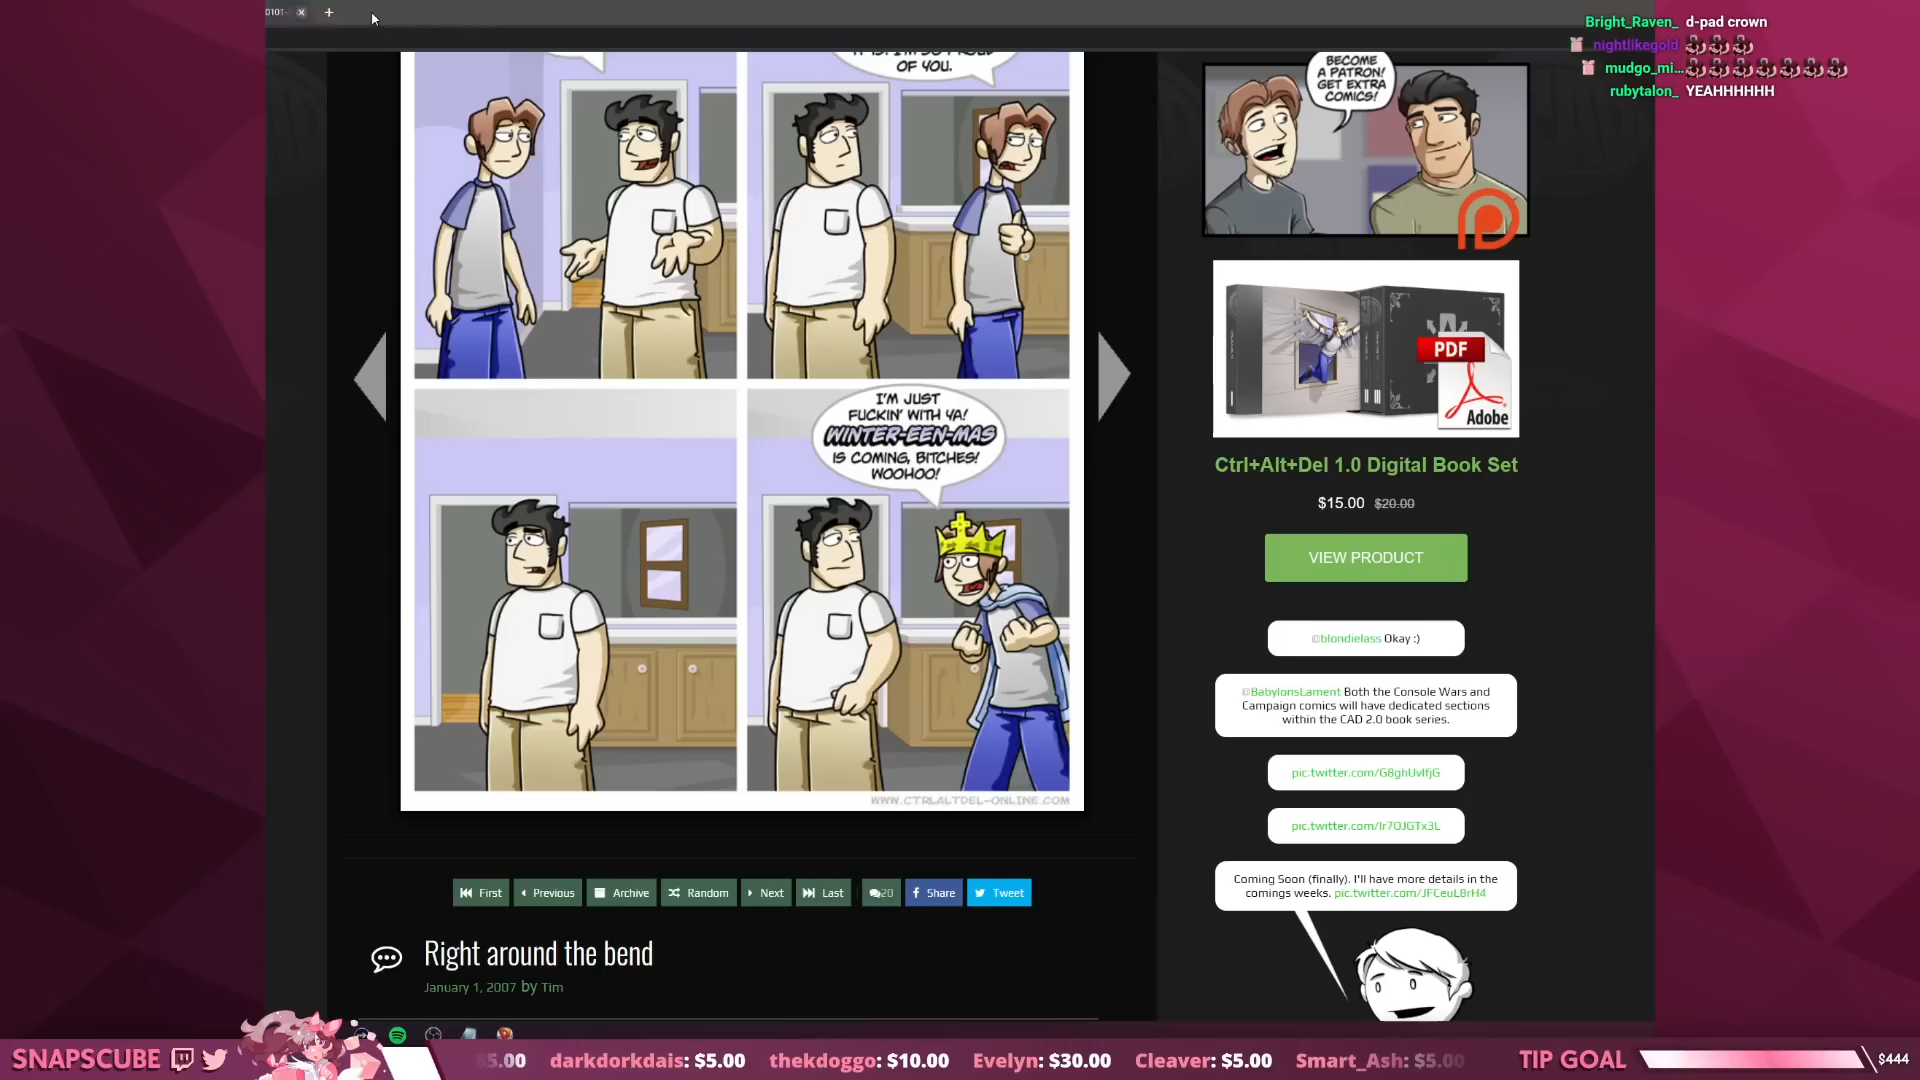 0101-
Bright_Raven_ d-pad crown
nightlikegold
mudgo_mi...
rubytalon_ YEAHHHHHH
OF YOU.
BECOME
A PATRON!
GET EXTRA
COMICS!
I'M JUST
FUCKIN' WITH YA!
WINTER-EEN-MAS
IS COMING, BITCHES!
WOOHOO!
WWW.CTRLALTDEL-ONLINE.COM
PDF
Adobe
Ctrl+Alt+Del 1.0 Digital Book Set
$15.00 $20.00
VIEW PRODUCT
@blondielass Okay :)
@BabylonsLament Both the Console Wars and
Campaign comics will have dedicated sections
within the CAD 2.0 book series.
pic.twitter.com/G8ghUvIfjG
pic.twitter.com/Ir7OJGTx3L
Coming Soon (finally). I'll have more details in the
comings weeks. pic.twitter.com/JFCeuL8rH4
First Previous Archive Random Next Last 20 Share Tweet
Right around the bend
January 1, 2007 by Tim
SNAPSCUBE
$5.00 darkdorkdais: $5.00 thekdoggo: $10.00 Evelyn: $30.00 Cleaver: $5.00 Smart_Ash: $5.00
TIP GOAL $444